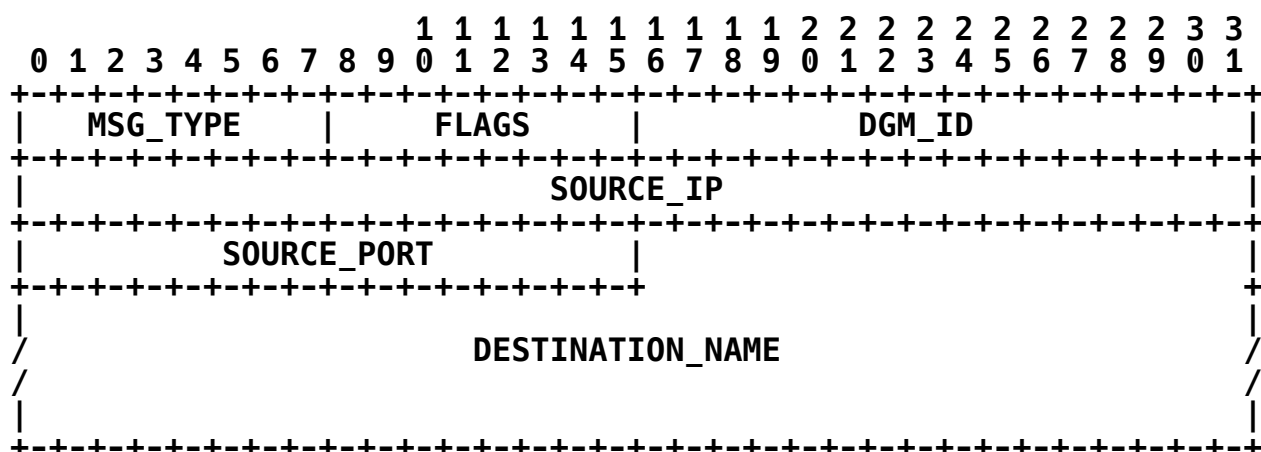 1 1 1 1 1 1 1 1 1 1 2 2 2 2 2 2 2 2 2 2 3 3
 0 1 2 3 4 5 6 7 8 9 0 1 2 3 4 5 6 7 8 9 0 1 2 3 4 5 6 7 8 9 0 1
+-+-+-+-+-+-+-+-+-+-+-+-+-+-+-+-+-+-+-+-+-+-+-+-+-+-+-+-+-+-+-+-+
|   MSG_TYPE    |     FLAGS     |           DGM_ID              |
+-+-+-+-+-+-+-+-+-+-+-+-+-+-+-+-+-+-+-+-+-+-+-+-+-+-+-+-+-+-+-+-+
|                           SOURCE_IP                           |
+-+-+-+-+-+-+-+-+-+-+-+-+-+-+-+-+-+-+-+-+-+-+-+-+-+-+-+-+-+-+-+-+
|          SOURCE_PORT          |                               |
+-+-+-+-+-+-+-+-+-+-+-+-+-+-+-+-+                               +
|                                                               |
/                       DESTINATION_NAME                        /
/                                                               /
|                                                               |
+-+-+-+-+-+-+-+-+-+-+-+-+-+-+-+-+-+-+-+-+-+-+-+-+-+-+-+-+-+-+-+-+